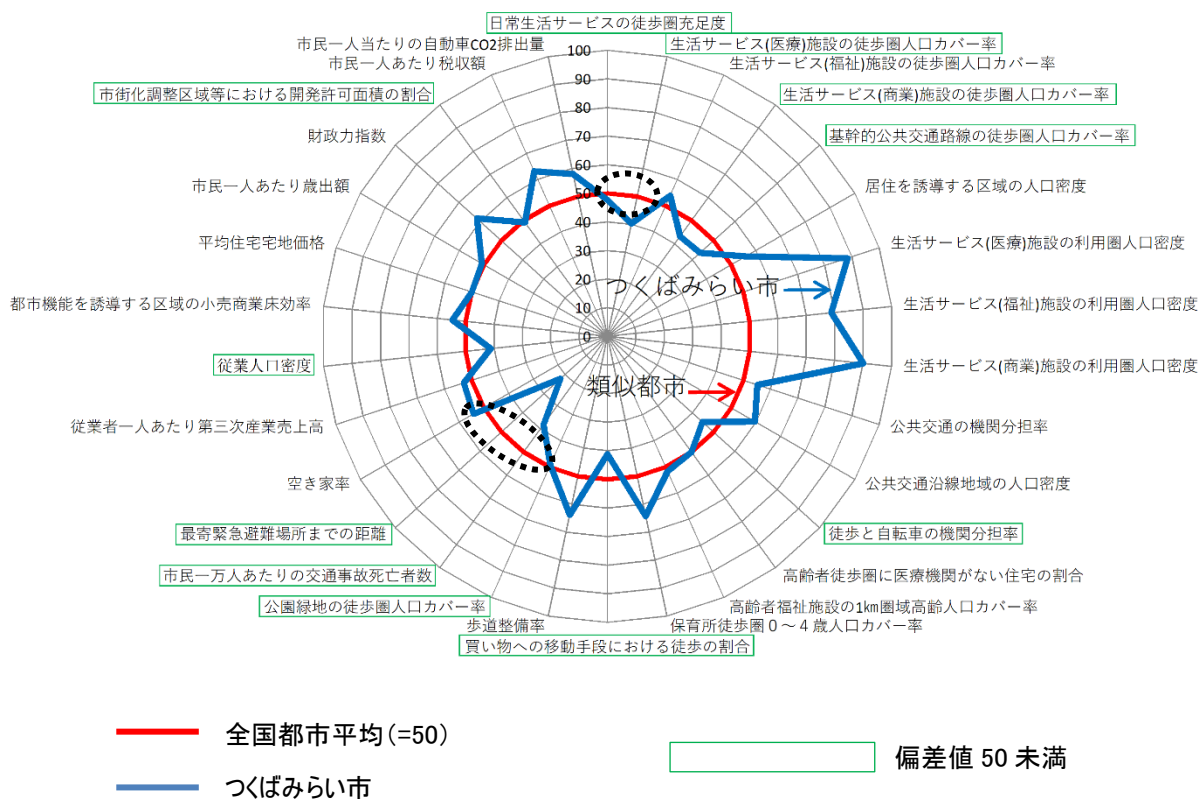 日常生活サービスの徒歩圏充足度
生活サービス(医療)施設の徒歩圏人口カバー率
生活サービス(福祉)施設の徒歩圏人口カバー率
生活サービス(商業)施設の徒歩圏人口カバー率
基幹的公共交通路線の徒歩圏人口カバー率
居住を誘導する区域の人口密度
生活サービス(医療)施設の利用圏人口密度
生活サービス(福祉)施設の利用圏人口密度
生活サービス(商業)施設の利用圏人口密度
公共交通の機関分担率
公共交通沿線地域の人口密度
徒歩と自転車の機関分担率
高齢者徒歩圏に医療機関がない住宅の割合
高齢者福祉施設の1km圏域高齢人口カバー率
保育所徒歩圏0～4歳人口カバー率
買い物への移動手段における徒歩の割合
歩道整備率
公園緑地の徒歩圏人口カバー率
市民一万人あたりの交通事故死亡者数
最寄緊急避難場所までの距離
空き家率
従業者一人あたり第三次産業売上高
従業人口密度
都市機能を誘導する区域の小売商業床効率
平均住宅宅地価格
市民一人あたり歳出額
財政力指数
市街化調整区域等における開発許可面積の割合
市民一人あたり税収額
市民一人当たりの自動車CO2排出量
100
90
80
70
60
50
40
30
20
10
0
つくばみらい市
類似都市
全国都市平均(=50)
つくばみらい市
偏差値 50 未満